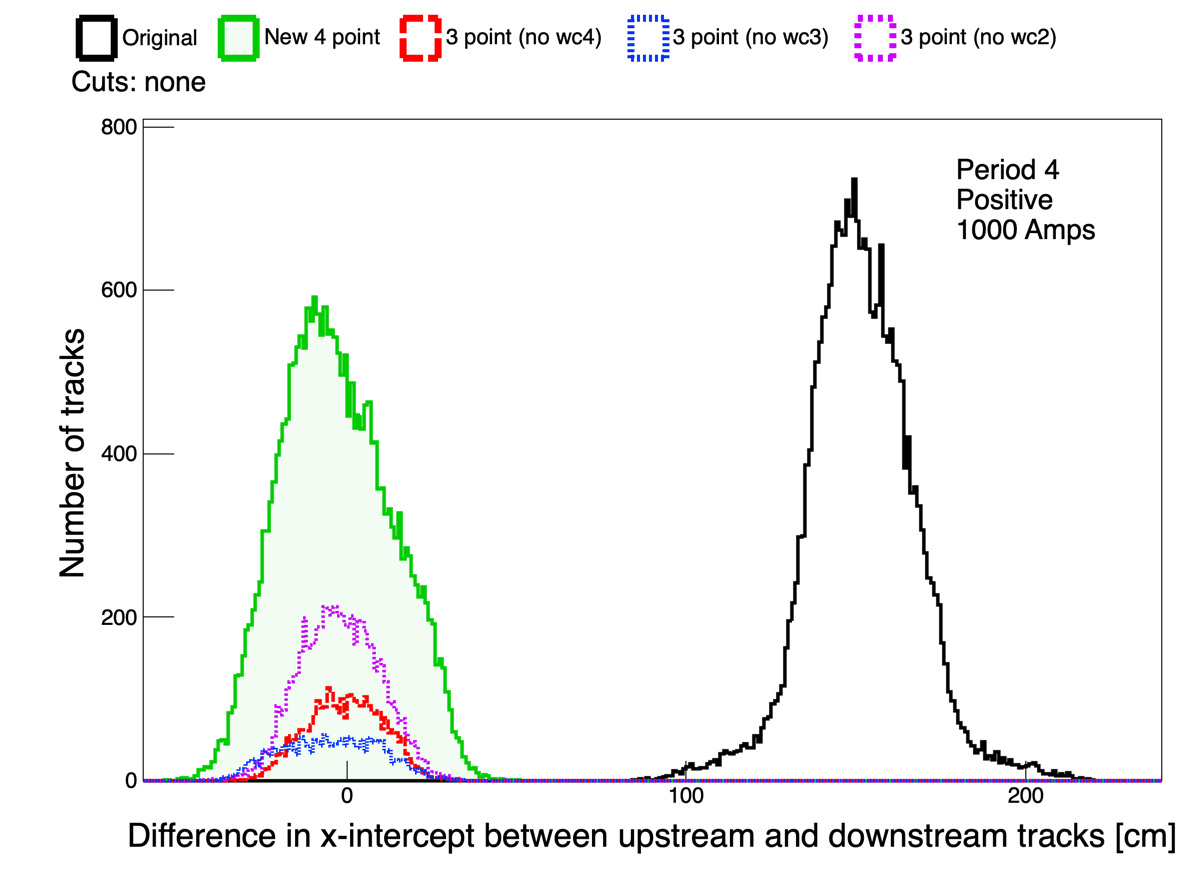 Original New 4 point 3 point (no wc4) 3 point (no wc3) 3 point (no wc2)
Cuts: none
800
Period 4
Positive
1000 Amps
600
Number of tracks
400
200
0
0 100 200
Difference in x-intercept between upstream and downstream tracks [cm]